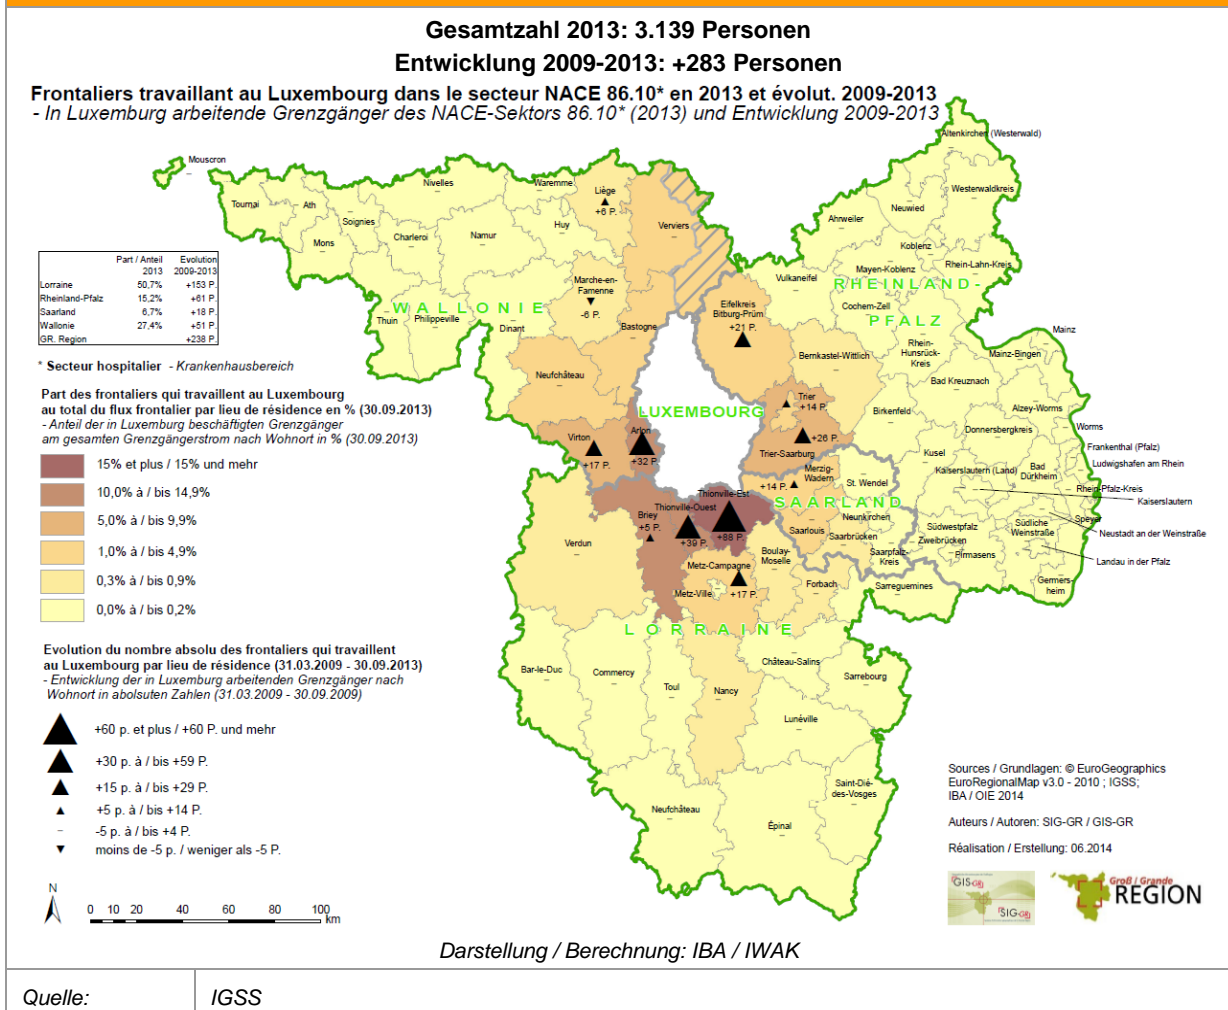 Gesamtzahl 2013: 3.139 Personen
Entwicklung 2009-2013: +283 Personen
Frontaliers travaillant au Luxembourg dans le secteur NACE 86.10* en 2013 et évolut. 2009-2013
- In Luxemburg arbeitende Grenzgänger des NACE-Sektors 86.10* (2013) und Entwicklung 2009-2013
Part / Anteil Evolution
2013 2009-2013
Lorraine 50,7% +153 P.
Rheinland-Pfalz 15,2% +61 P.
Saarland 6,7% +18 P.
Wallonie 27,4% +51 P.
GR. Region +238 P.
* Secteur hospitalier - Krankenhausbereich
Part des frontaliers qui travaillent au Luxembourg
au total du flux frontalier par lieu de résidence en % (30.09.2013)
- Anteil der in Luxemburg beschäftigten Grenzgänger
am gesamten Grenzgängerstrom nach Wohnort in % (30.09.2013)
15% et plus / 15% und mehr
10,0% à / bis 14,9%
5,0% à / bis 9,9%
1,0% à / bis 4,9%
0,3% à / bis 0,9%
0,0% à / bis 0,2%
Evolution du nombre absolu des frontaliers qui travaillent
au Luxembourg par lieu de résidence (31.03.2009 - 30.09.2013)
- Entwicklung der in Luxemburg arbeitenden Grenzgänger nach
Wohnort in abolsuten Zahlen (31.03.2009 - 30.09.2009)
+60 p. et plus / +60 P. und mehr
+30 p. à / bis +59 P.
+15 p. à / bis +29 P.
+5 p. à / bis +14 P.
- -5 p. à / bis +4 P.
moins de -5 p. / weniger als -5 P.
N
0 10 20 40 60 80 100
km
Mouscron
Tournai
Ath
Soignies
Mons
Nivelles
Charleroi
Namur
Waremme
Huy
Liège
+6 P.
Verviers
WALLONIE
Thuin
Philippeville
Dinant
Marche-en-
Famenne
-6 P.
Bastogne
Neufchâteau
Virton
+17 P.
Arlon
+32 P.
LUXEMBOURG
Altenkirchen (Westerwald)
Westerwaldkreis
Neuwied
Ahrweiler
Koblenz
Mayen-Koblenz
Rhein-Lahn-Kreis
Vulkaneifel
RHEINLAND-
PFALZ
Cochem-Zell
Eifelkreis
Bitburg-Prüm
+21 P.
Rhein-
Hunsrück-
Kreis
Mainz
Mainz-Bingen
Bernkastel-Wittlich
Bad Kreuznach
Trier
+14 P.
+26 P.
Trier-Saarburg
Birkenfeld
Alzey-Worms
Donnersbergkreis
Worms
Frankenthal (Pfalz)
Ludwigshafen am Rhein
Kusel
Kaiserslautern (Land)
Bad
Dürkheim
Rhein-Pfalz-Kreis
Kaiserslautern
Speyer
Neustadt an der Weinstraße
Südwestpfalz
Zweibrücken
Pirmasens
Südliche
Weinstraße
Landau in der Pfalz
Germers-
heim
Merzig-
Wadern
+14 P.
St. Wendel
SAARLAND
Saarlouis
Neunkirchen
Saarbrücken
Saarpfalz-
Kreis
Verdun
Briey
+5 P.
Thionville-Ouest
+39 P.
Thionville-Est
+88 P.
Metz-Campagne
+17 P.
Metz-Ville
Boulay-
Moselle
Forbach
Sarreguemines
LORRAINE
Bar-le-Duc
Commercy
Toul
Nancy
Château-Salins
Sarrebourg
Lunéville
Neufchâteau
Épinal
Saint-Dié-
des-Vosges
Sources / Grundlagen: © EuroGeographics
EuroRegionalMap v3.0 - 2010 ; IGSS;
IBA / OIE 2014
Auteurs / Autoren: SIG-GR / GIS-GR
Réalisation / Erstellung: 06.2014
GIS-GR
SIG-GR
Groß / Grande
REGION
Darstellung / Berechnung: IBA / IWAK
Quelle: IGSS